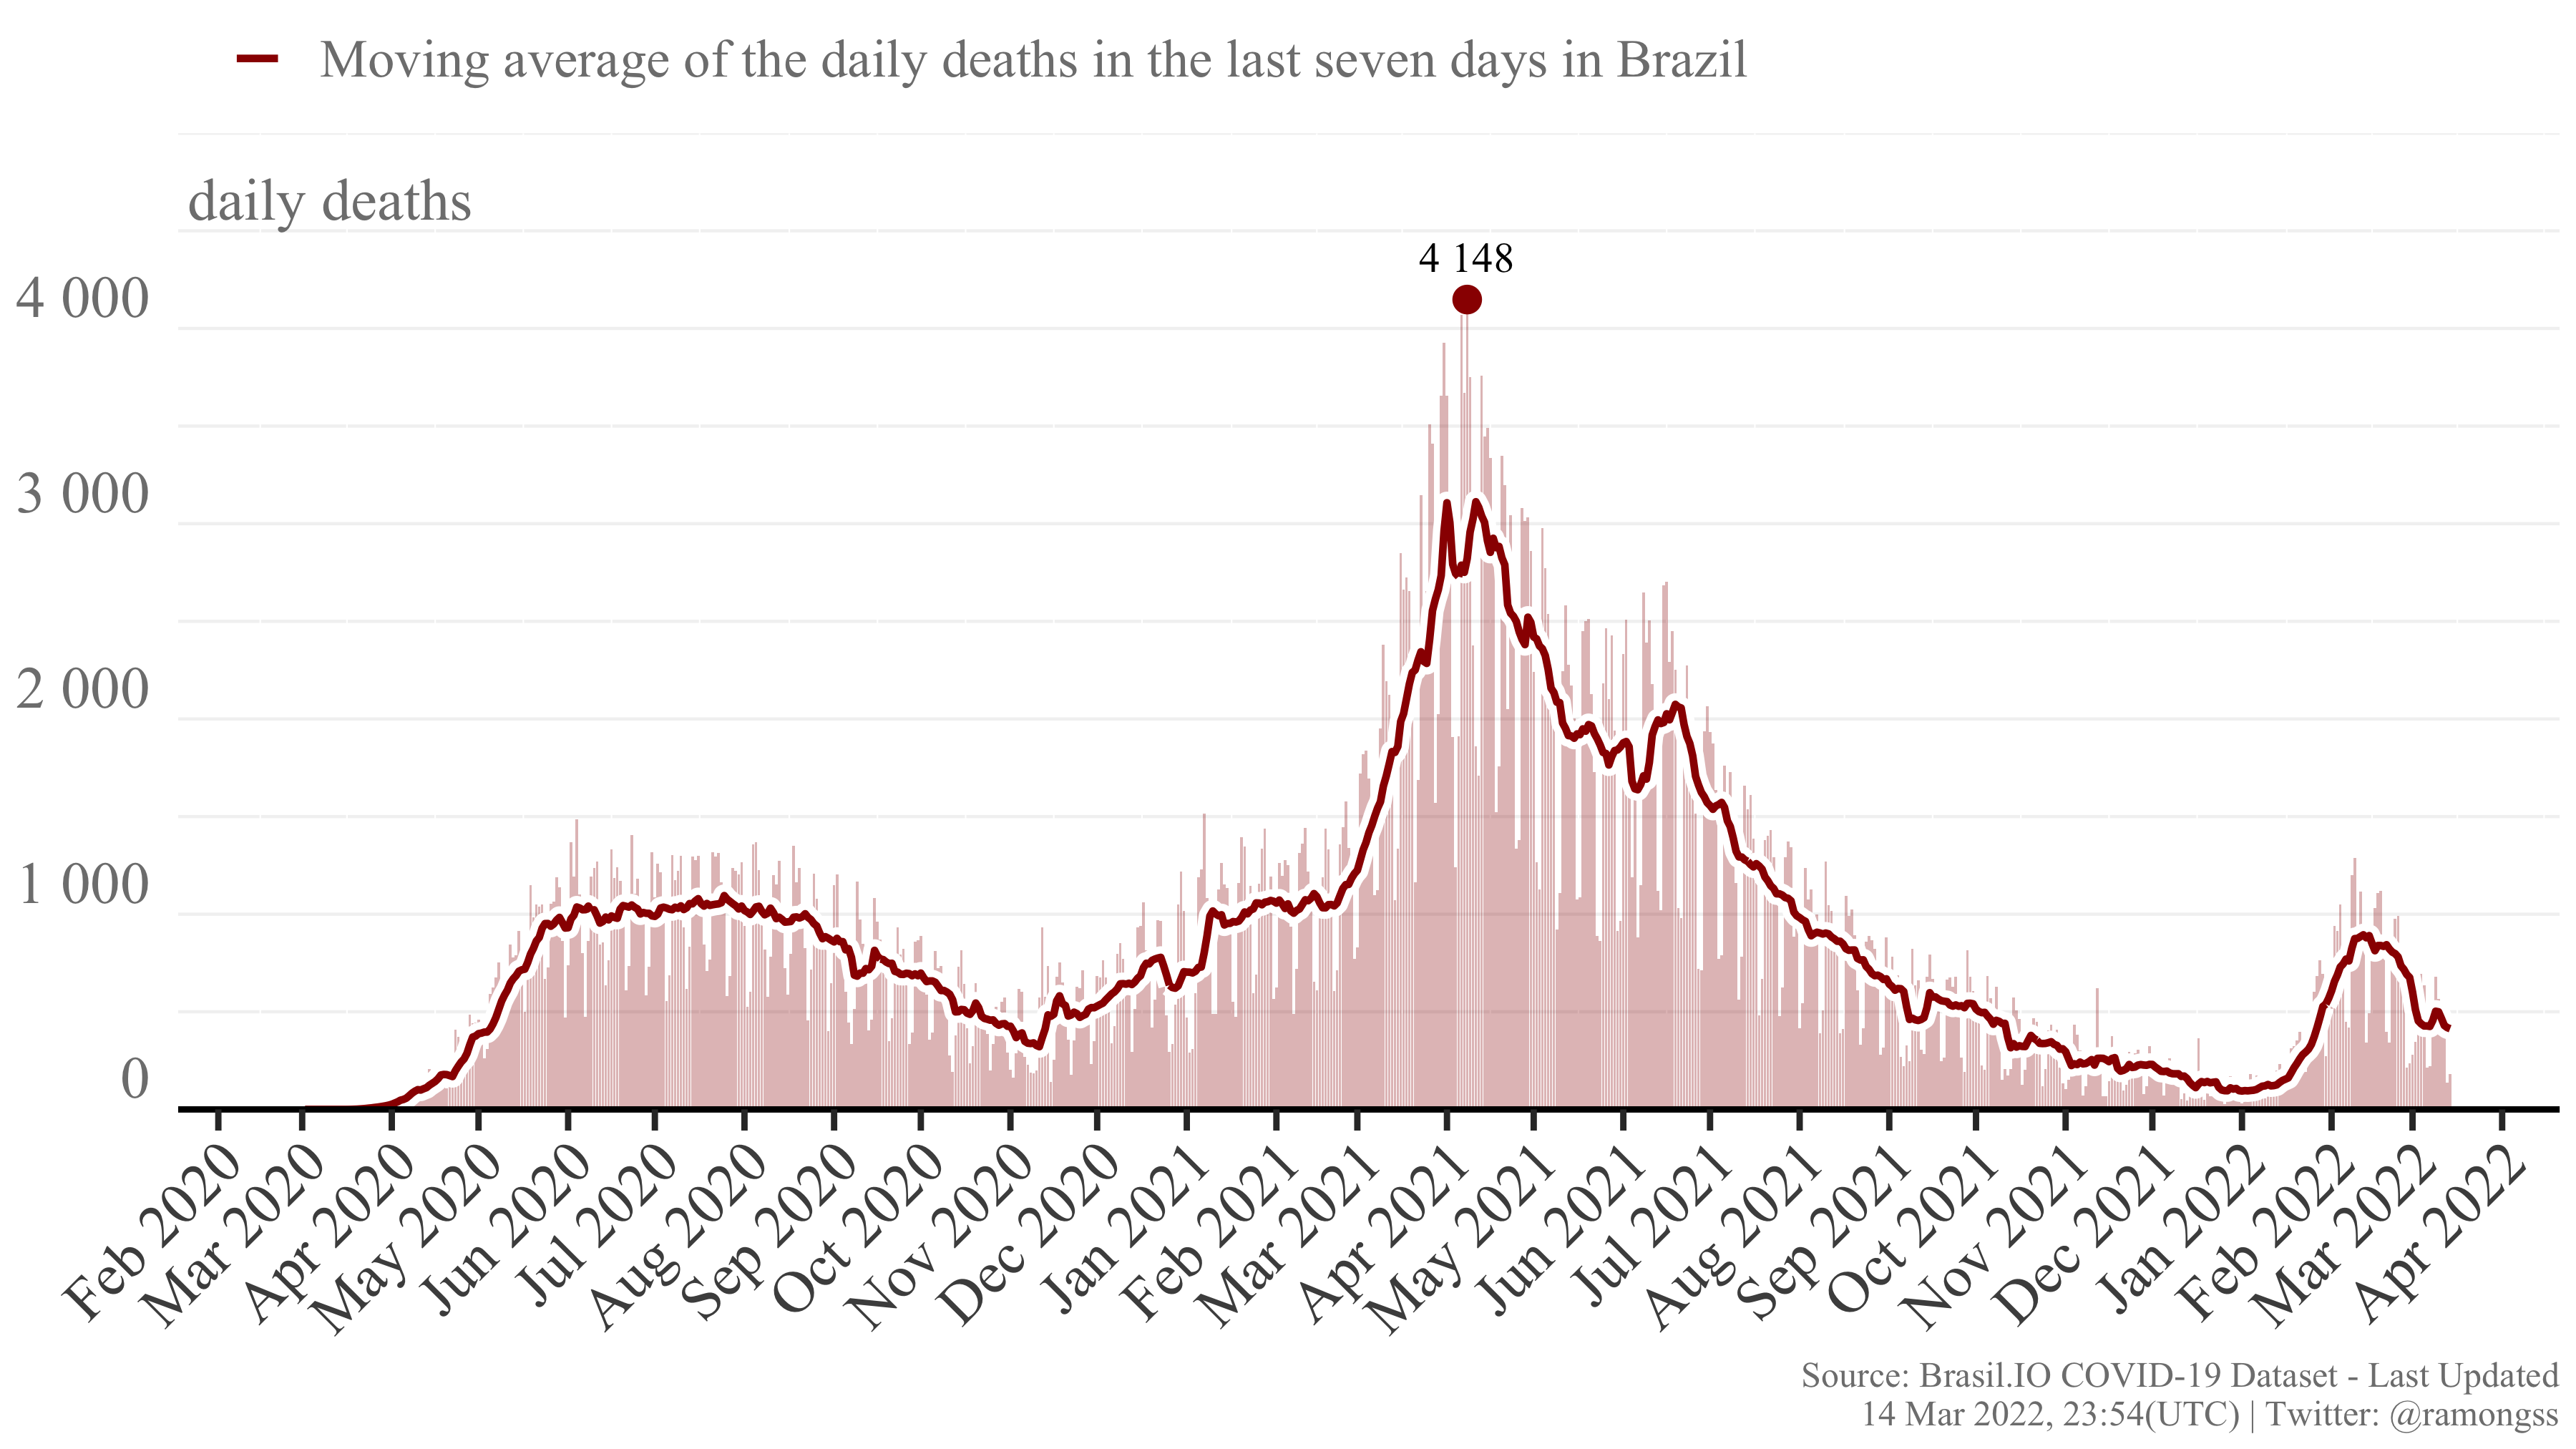 Moving average of the daily deaths in the last seven days in Brazil
daily deaths
4 148
4 000
3 000
2 000
1 000
0
Feb 2020
Mar 2020
Apr 2020
May 2020
Jun 2020
Jul 2020
Aug 2020
Sep 2020
Oct 2020
Nov 2020
Dec 2020
Jan 2021
Feb 2021
Mar 2021
Apr 2021
May 2021
Jun 2021
Jul 2021
Aug 2021
Sep 2021
Oct 2021
Nov 2021
Dec 2021
Jan 2022
Feb 2022
Mar 2022
Apr 2022
Source: Brasil.IO COVID-19 Dataset - Last Updated
14 Mar 2022, 23:54(UTC) | Twitter: @ramongss